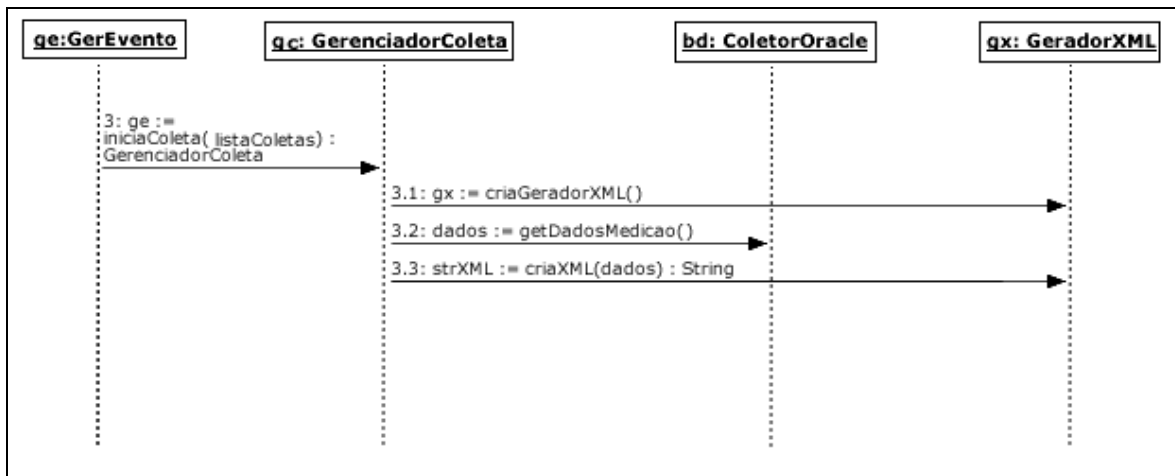 ge:GerEvento
gc: GerenciadorColeta
bd: ColetorOracle
gx: GeradorXML
3: ge :=
iniciaColeta( listaColetas) :
GerenciadorColeta
3.1: gx := criaGeradorXML()
3.2: dados := getDadosMedicao()
3.3: strXML := criaXML(dados) : String